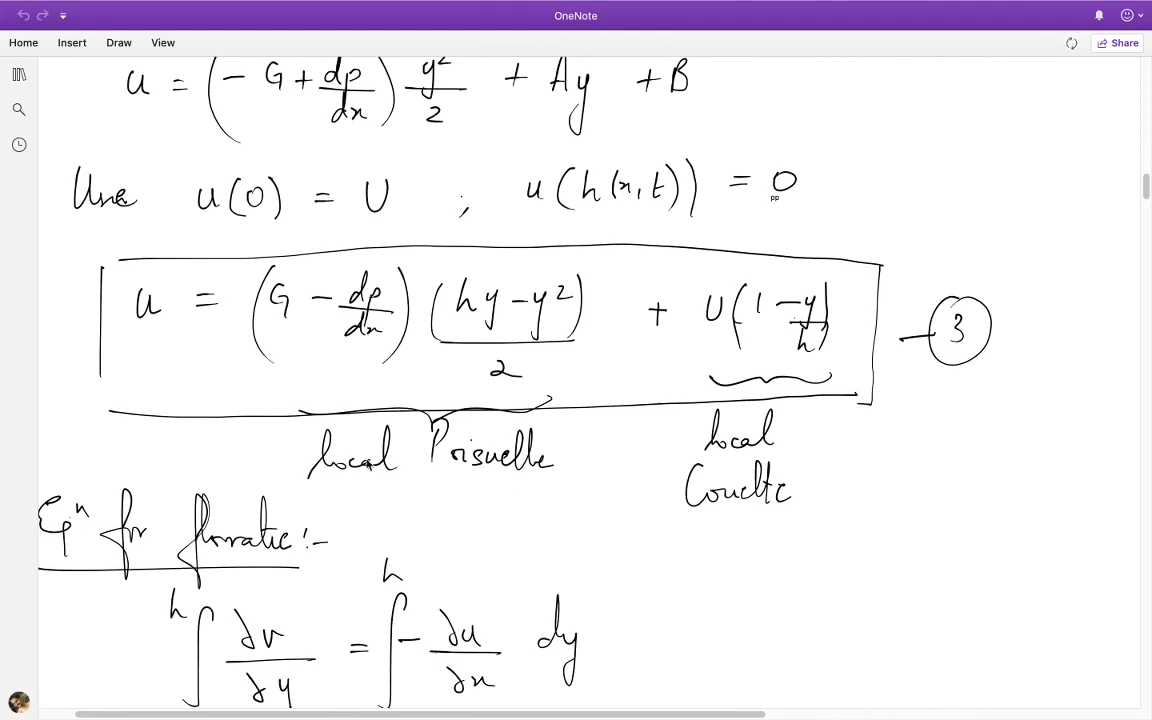 OneNote
Home Insert Draw View Share
u = (- G + dp/dx) y²/2 + Ay + B
Use u(0) = U ; u(h(x,t)) = 0
u = (G - dp/dx) (hy - y²)/2 + U(1 - y/h) - 3
local Poisuelle local
Couette
Eqn for flowrate :-
h h
∫ ∂v/∂y = ∫ - ∂u/∂x dy